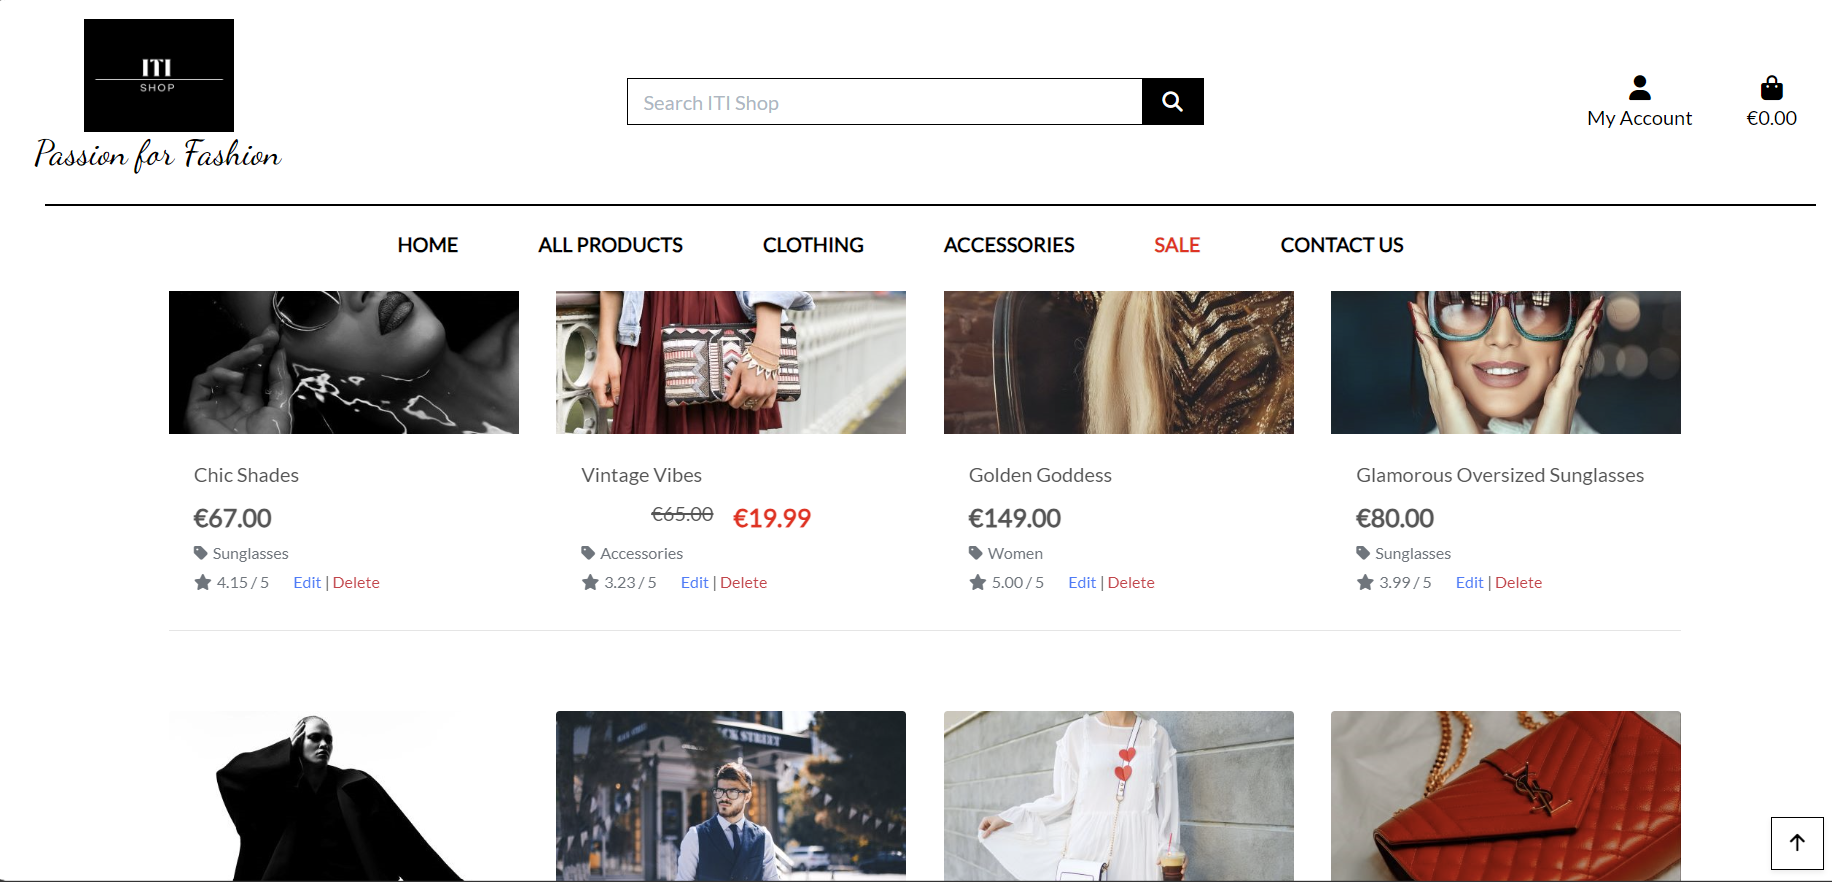 ITI
SHOP
Passion for Fashion
Search ITI Shop
My Account
€0.00
HOME ALL PRODUCTS CLOTHING ACCESSORIES SALE CONTACT US
Chic Shades
€67.00
Sunglasses
4.15 / 5 Edit | Delete
Vintage Vibes
€65.00 €19.99
Accessories
3.23 / 5 Edit | Delete
Golden Goddess
€149.00
Women
5.00 / 5 Edit | Delete
Glamorous Oversized Sunglasses
€80.00
Sunglasses
3.99 / 5 Edit | Delete
CK STREET
YSL